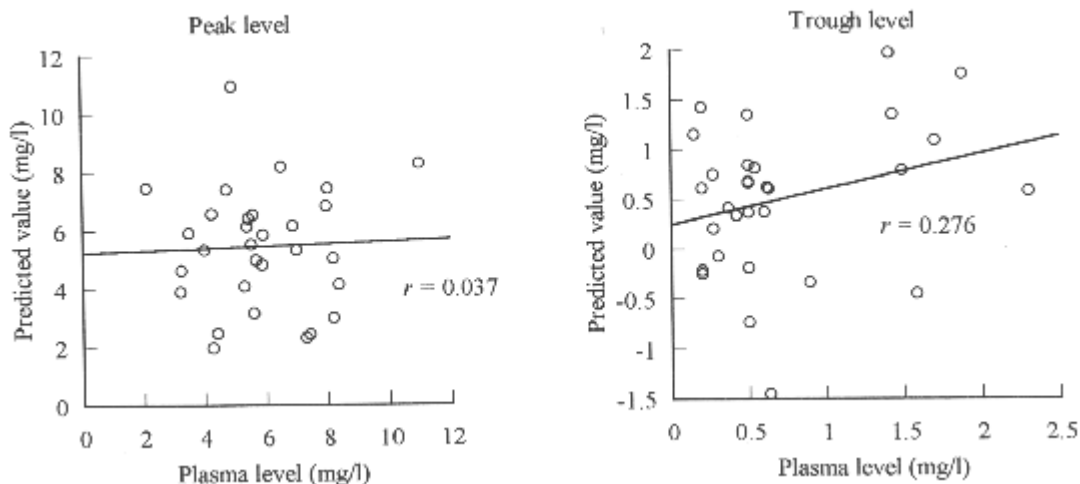 Peak level
Predicted value (mg/l)
12
10
8
6
4
2
0
0 2 4 6 8 10 12
r = 0.037
Plasma level (mg/l)
Trough level
Predicted value (mg/l)
2
1.5
1
0.5
0
-0.5
-1
-1.5
0 0.5 1 1.5 2 2.5
r = 0.276
Plasma level (mg/l)